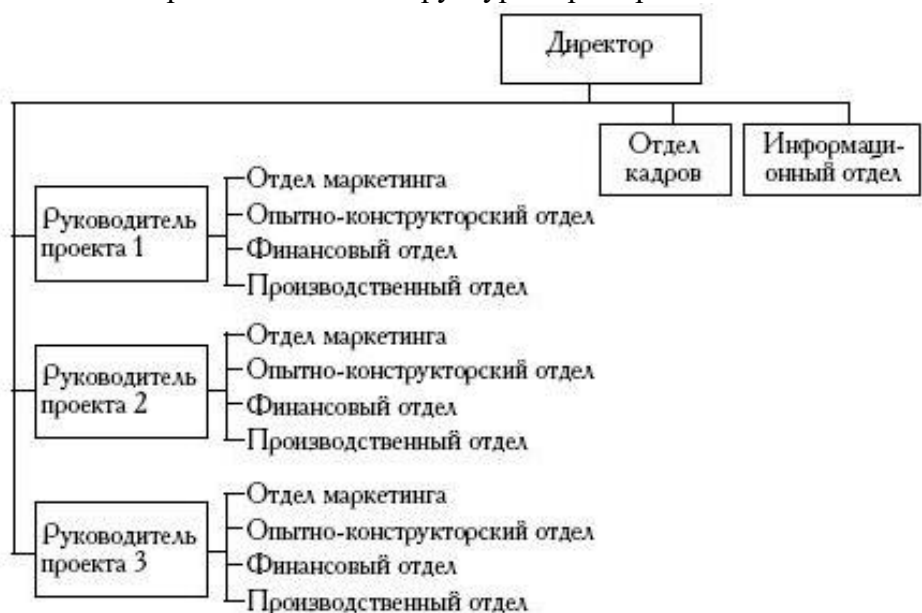 Директор
Отдел
кадров
Информаци-
онный отдел
Руководитель
проекта 1
Отдел маркетинга
Опытно-конструкторский отдел
Финансовый отдел
Производственный отдел
Руководитель
проекта 2
Отдел маркетинга
Опытно-конструкторский отдел
Финансовый отдел
Производственный отдел
Руководитель
проекта 3
Отдел маркетинга
Опытно-конструкторский отдел
Финансовый отдел
Производственный отдел